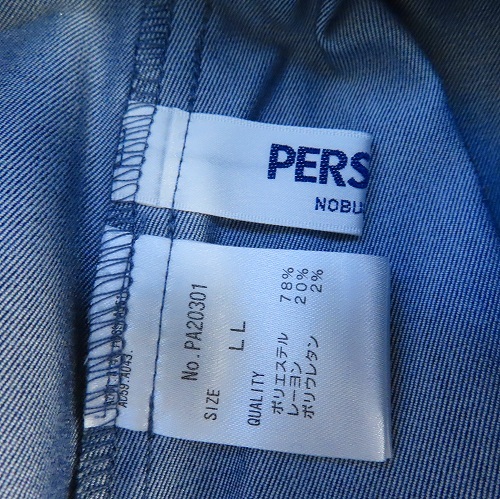 PERS
NOBU
No.PA20301
SIZE LL
QUALITY
ポリエステル 78%
レーヨン 20%
ポリウレタン 2%